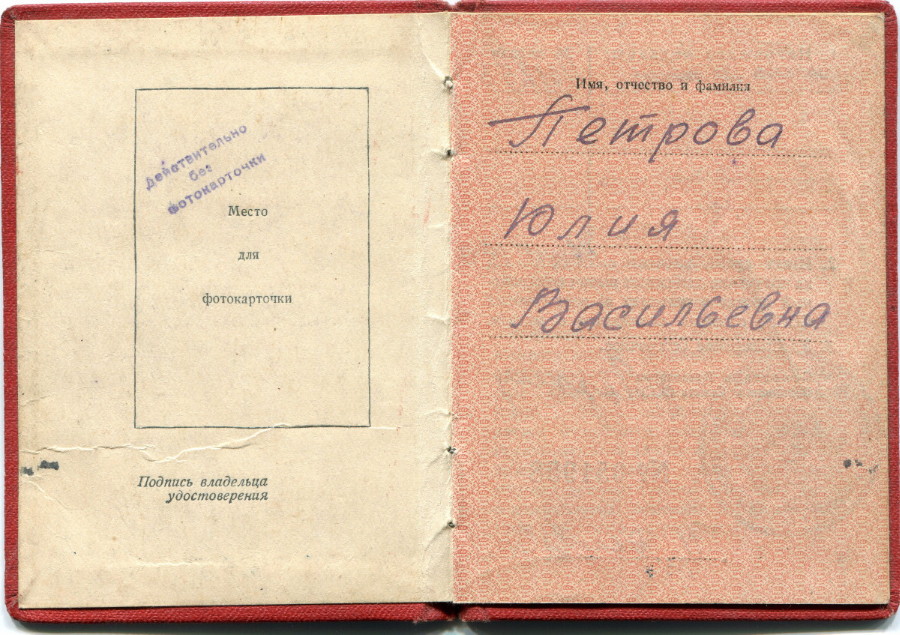 Действительно
без
фотокарточки
Место
для
фотокарточки
Подпись владельца
удостоверения
Имя, отчество и фамилия
Петрова
Юлия
Васильевна